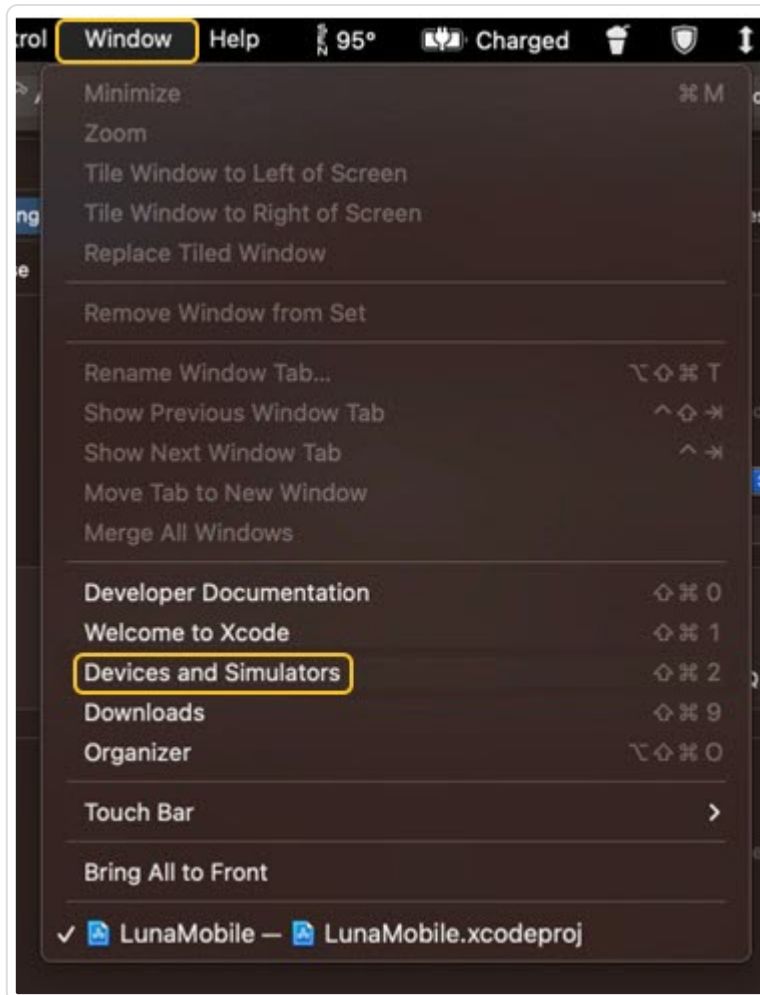 trol Window Help SEN 95° Charged
Minimize ⌘ M
Zoom
Tile Window to Left of Screen
ng Tile Window to Right of Screen
Replace Tiled Window
se
Remove Window from Set
Rename Window Tab... ⌥⇧⌘ T
Show Previous Window Tab ^⇧⇥
Show Next Window Tab ^⇥
Move Tab to New Window
Merge All Windows
Developer Documentation ⇧⌘ 0
Welcome to Xcode ⇧⌘ 1
Devices and Simulators ⇧⌘ 2
Downloads ⇧⌘ 9
Organizer ⌥⇧⌘ O
Touch Bar >
Bring All to Front
✓ LunaMobile — LunaMobile.xcodeproj